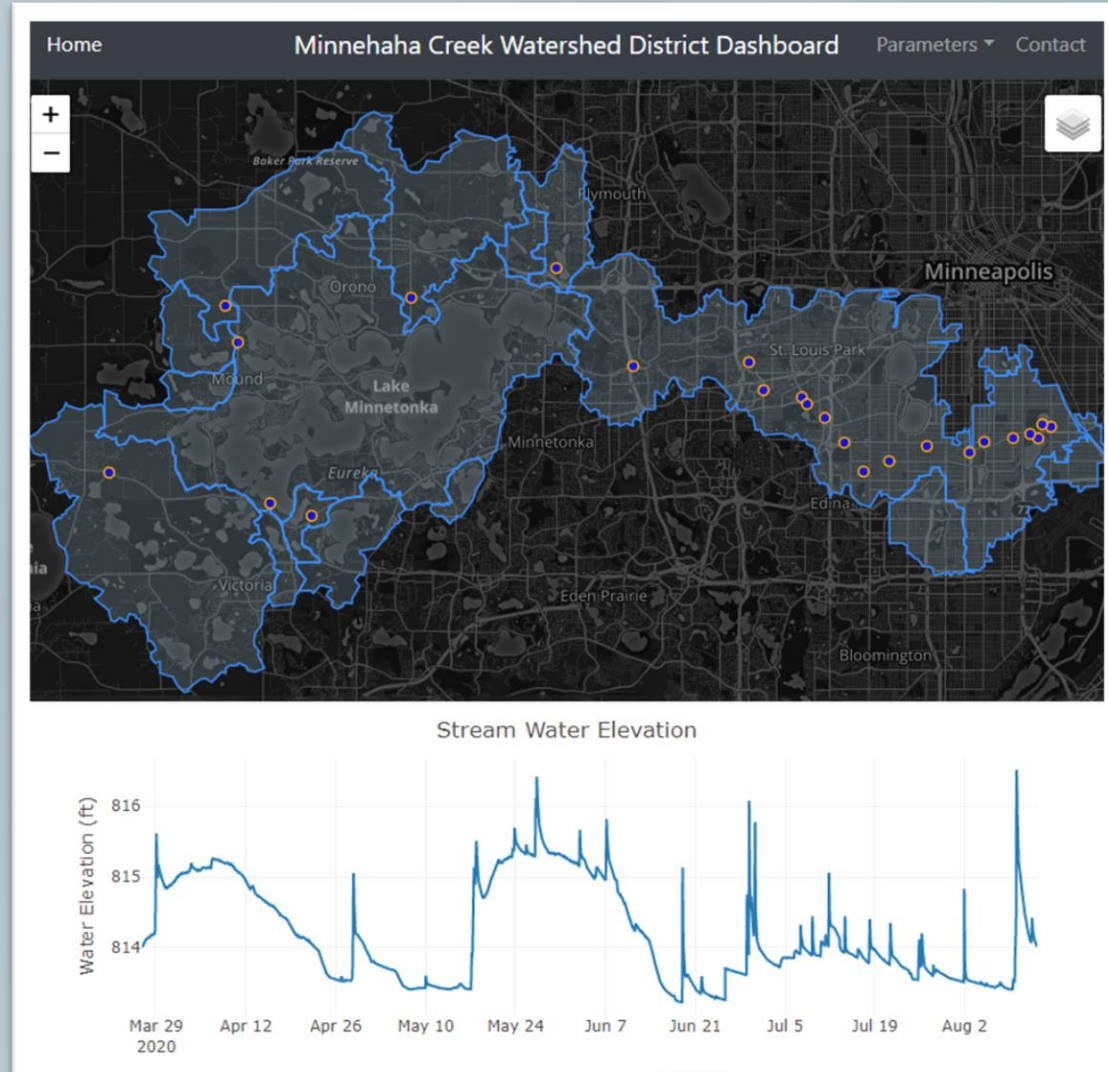 Home
Minnehaha Creek Watershed District Dashboard
Parameters
Contact
+
−
Baker Park Reserve
Plymouth
Minneapolis
Orono
St. Louis Park
Mound
Lake
Minnetonka
Minnetonka
Eureka
Edina
77
Victoria
Eden Prairie
Bloomington
Stream Water Elevation
Water Elevation (ft)
816
815
814
Mar 29
2020
Apr 12
Apr 26
May 10
May 24
Jun 7
Jun 21
Jul 5
Jul 19
Aug 2